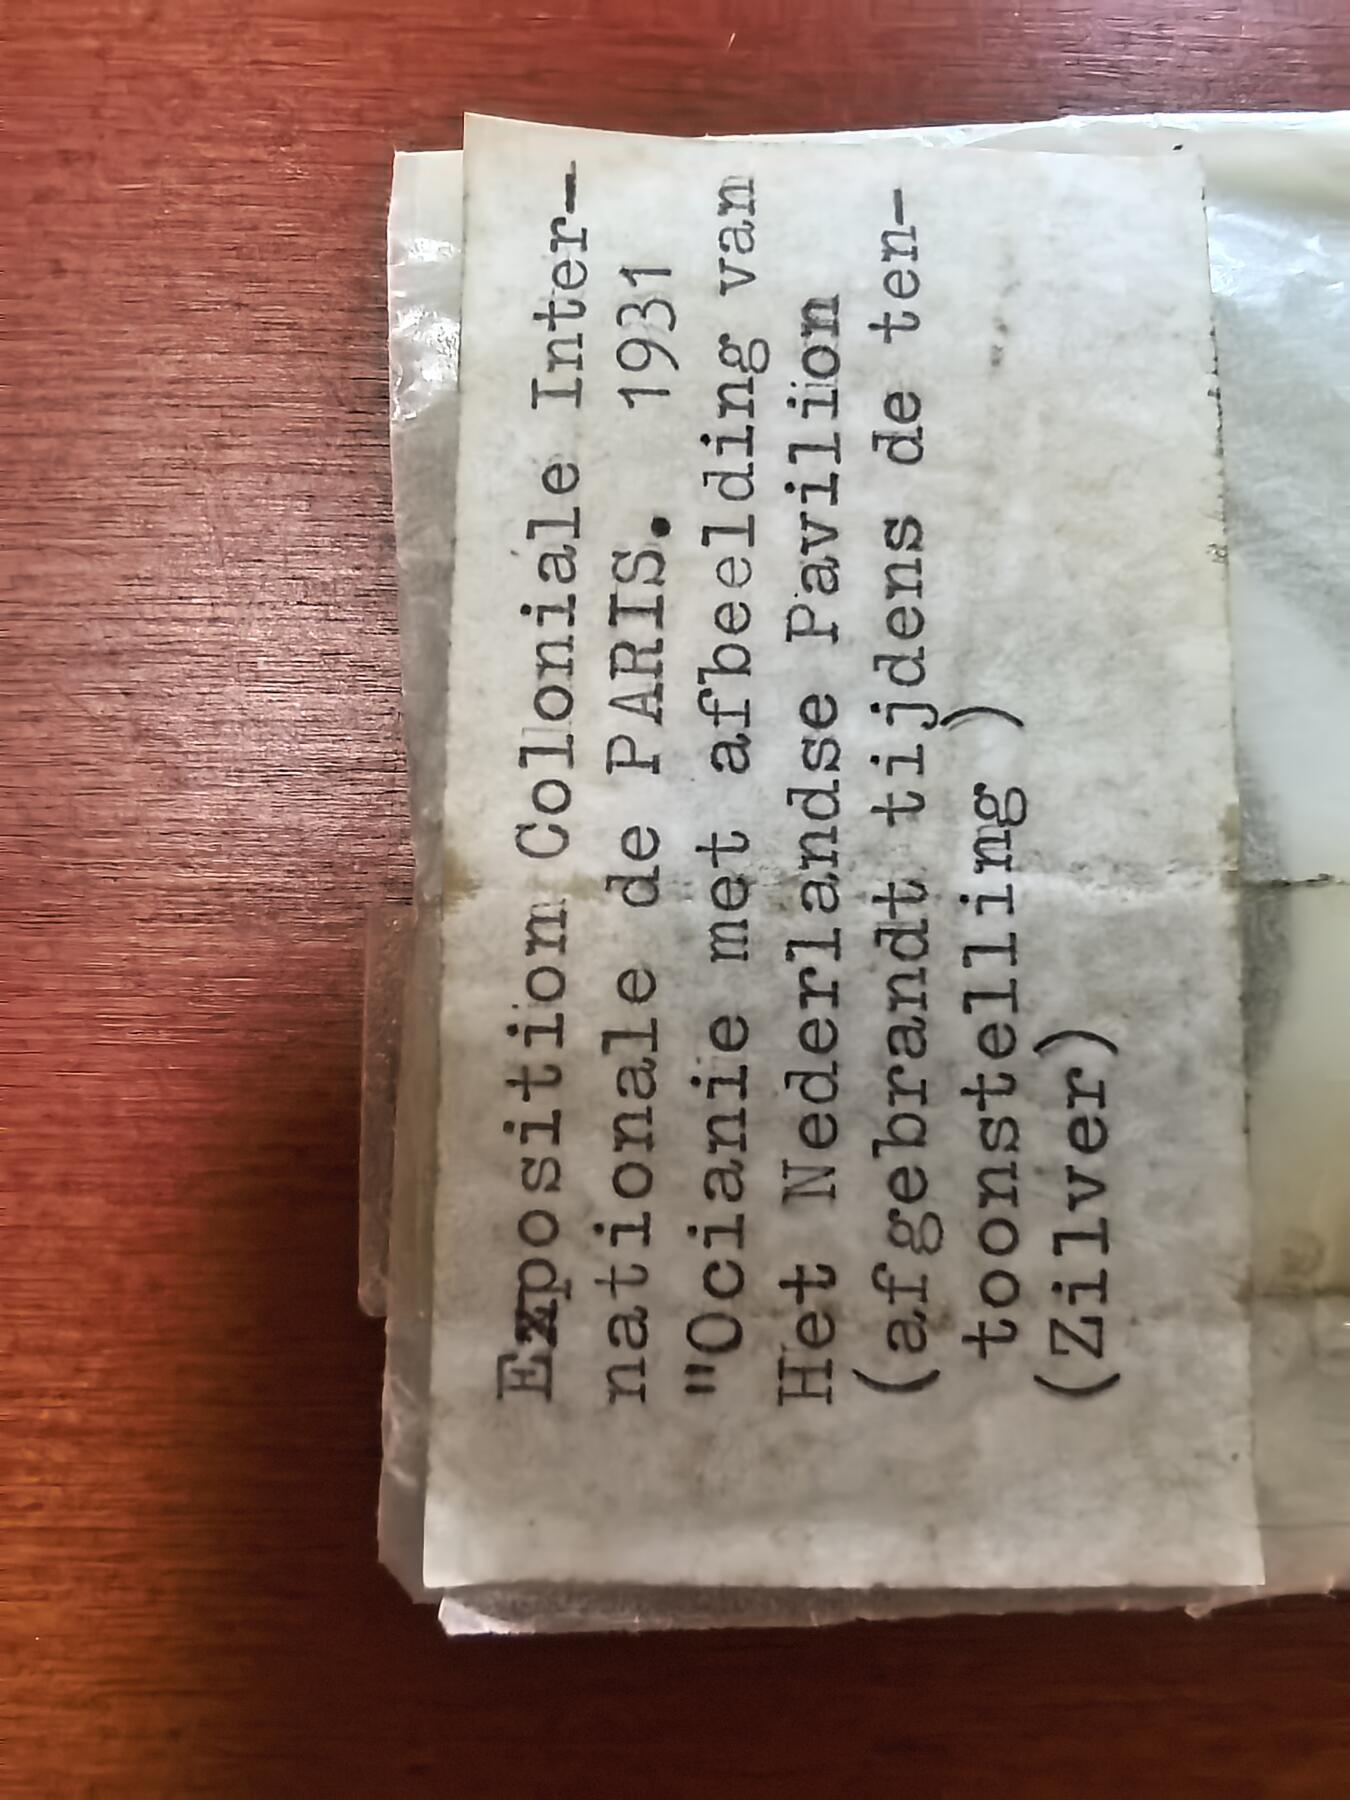 Exposition Coloniale Inter-
nationale de PARIS. 1931
"Ocianie met afbeelding van
Het Nederlandse Pavilion
(afgebrandt tijdens de ten-
toonstelling )
(Zilver)